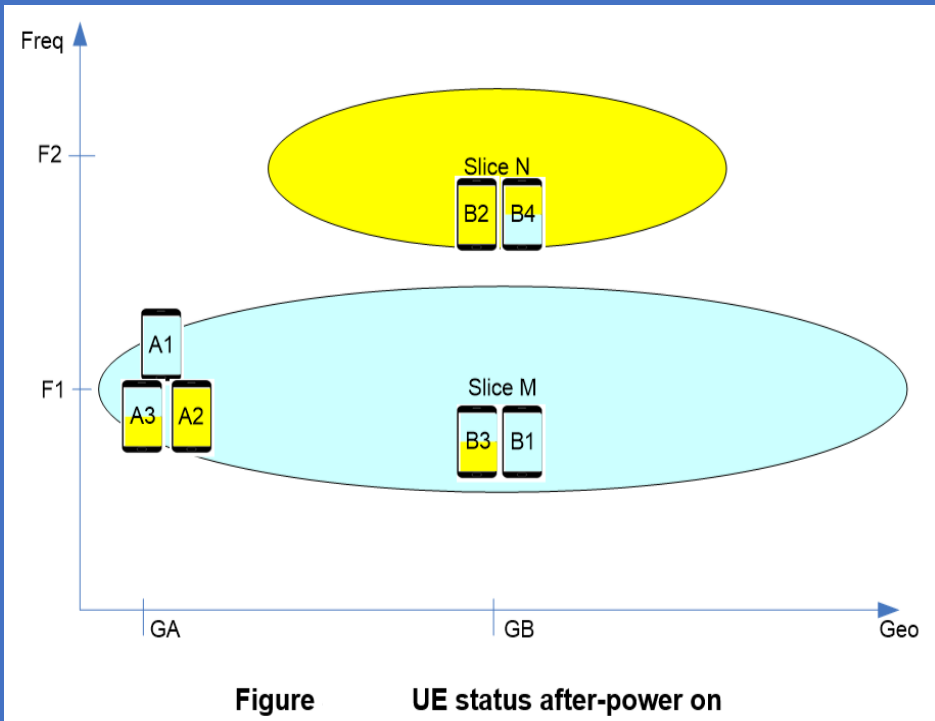 Freq
F2
Slice N
B2 B4
A1
F1
A3 A2
Slice M
B3 B1
GA GB Geo
Figure UE status after-power on